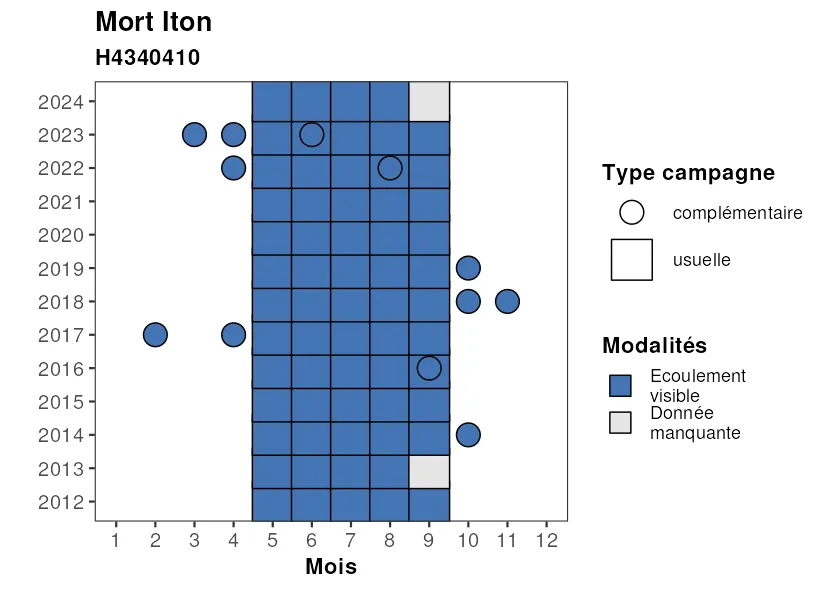 Mort Iton
H4340410
2024
2023
2022
2021
2020
2019
2018
2017
2016
2015
2014
2013
2012
1 2 3 4 5 6 7 8 9 10 11 12
Mois
Type campagne
complémentaire
usuelle
Modalités
Ecoulement
visible
Donnée
manquante